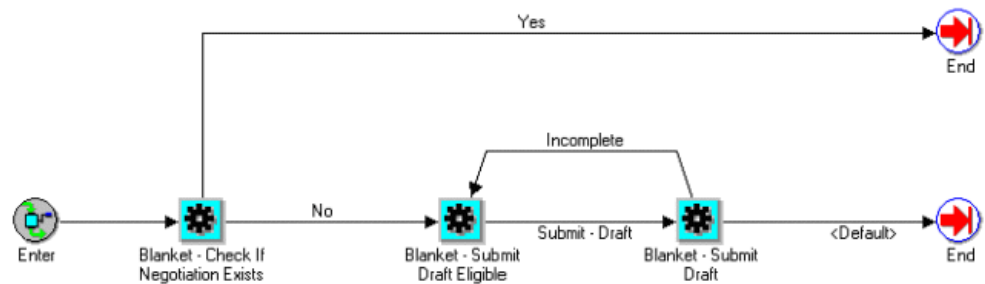 Yes
End
Incomplete
No
Submit - Draft
<Default>
Enter
Blanket - Check If
Negotiation Exists
Blanket - Submit
Draft Eligible
Blanket - Submit
Draft
End